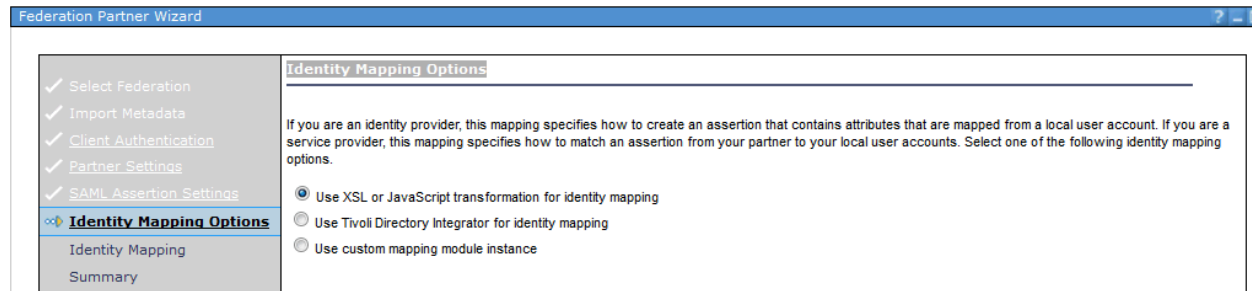 Federation Partner Wizard
Select Federation
Import Metadata
Client Authentication
Partner Settings
SAML Assertion Settings
Identity Mapping Options
Identity Mapping
Summary
Identity Mapping Options
If you are an identity provider, this mapping specifies how to create an assertion that contains attributes that are mapped from a local user account. If you are a
service provider, this mapping specifies how to match an assertion from your partner to your local user accounts. Select one of the following identity mapping
options.
Use XSL or JavaScript transformation for identity mapping
Use Tivoli Directory Integrator for identity mapping
Use custom mapping module instance